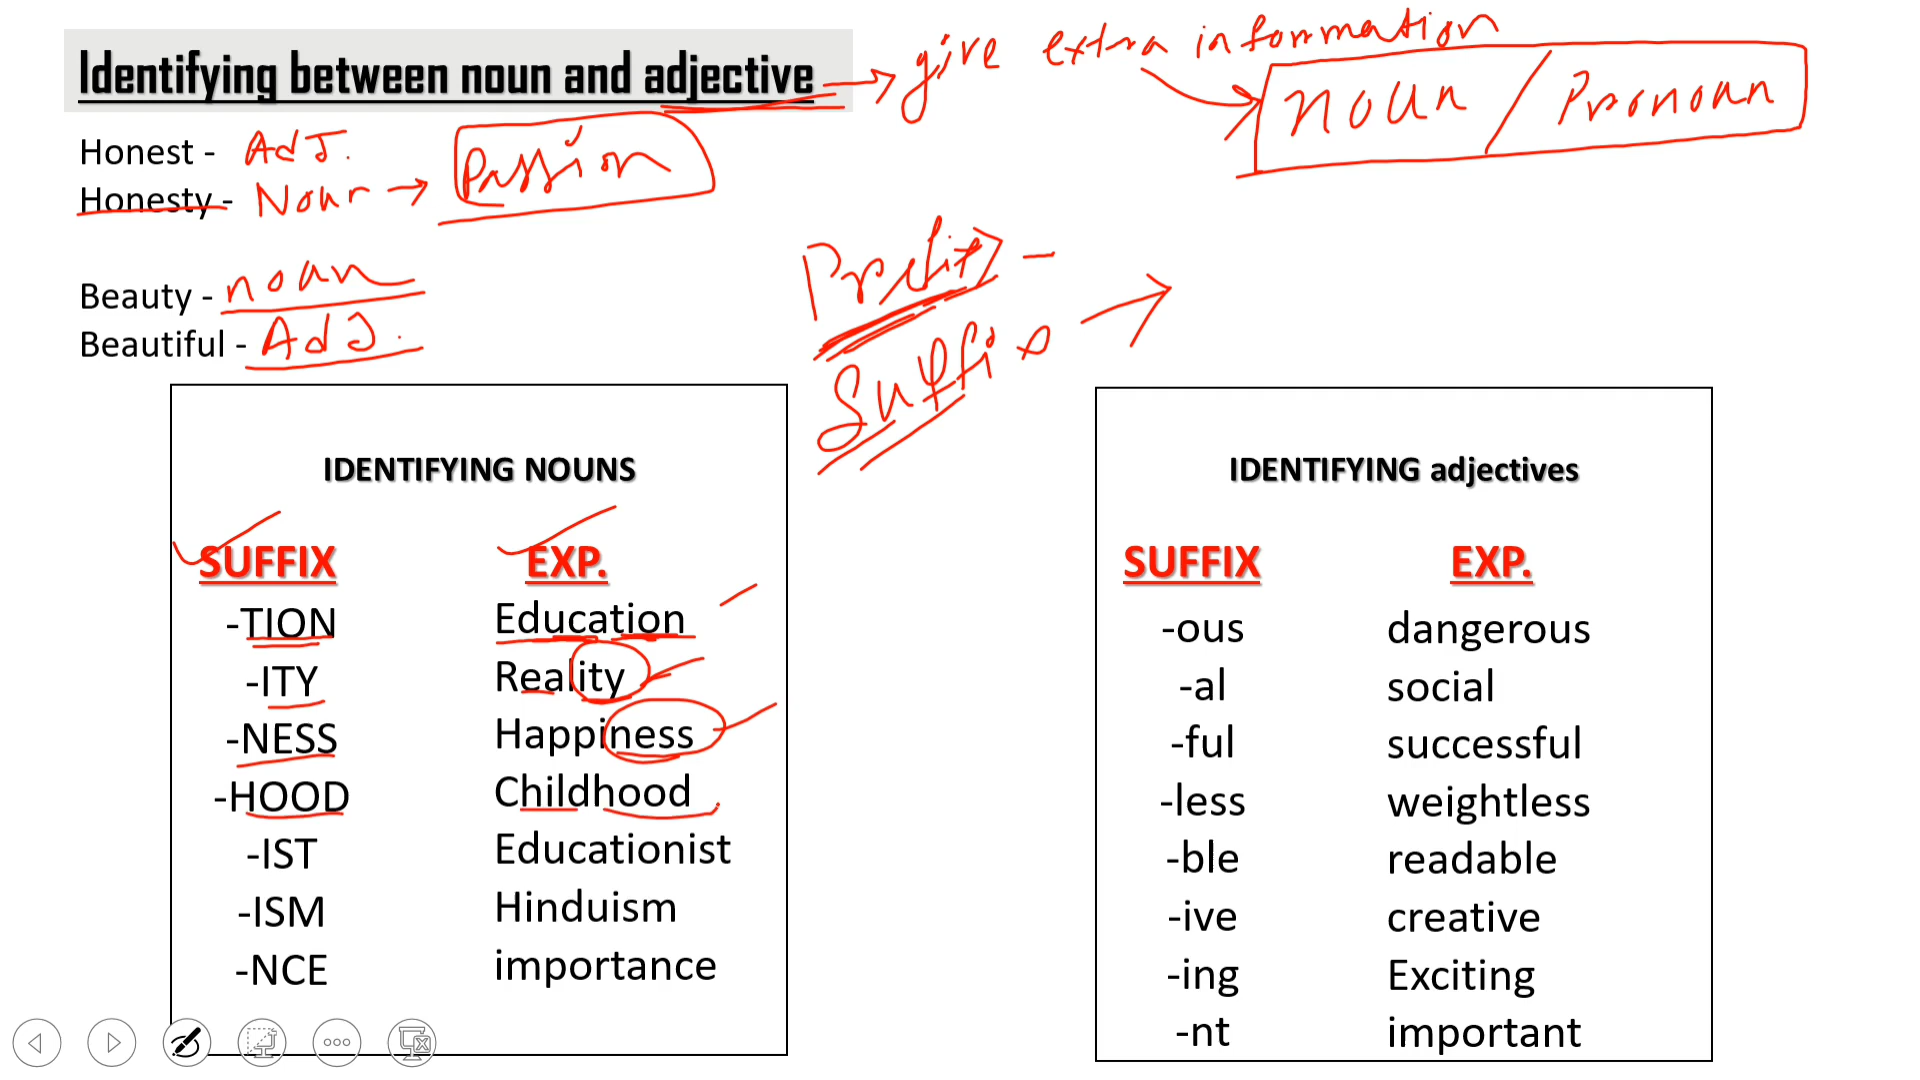 Identifying between noun and adjective
give extra information
noun / Pronoun
Honest - Adj.
Honesty - Noun → Passion
Beauty - noun
Beautiful - Adj.
Prefix -
Suffix →
IDENTIFYING NOUNS
SUFFIX EXP.
-TION Education
-ITY Reality
-NESS Happiness
-HOOD Childhood
-IST Educationist
-ISM Hinduism
-NCE importance
IDENTIFYING adjectives
SUFFIX EXP.
-ous dangerous
-al social
-ful successful
-less weightless
-ble readable
-ive creative
-ing Exciting
-nt important